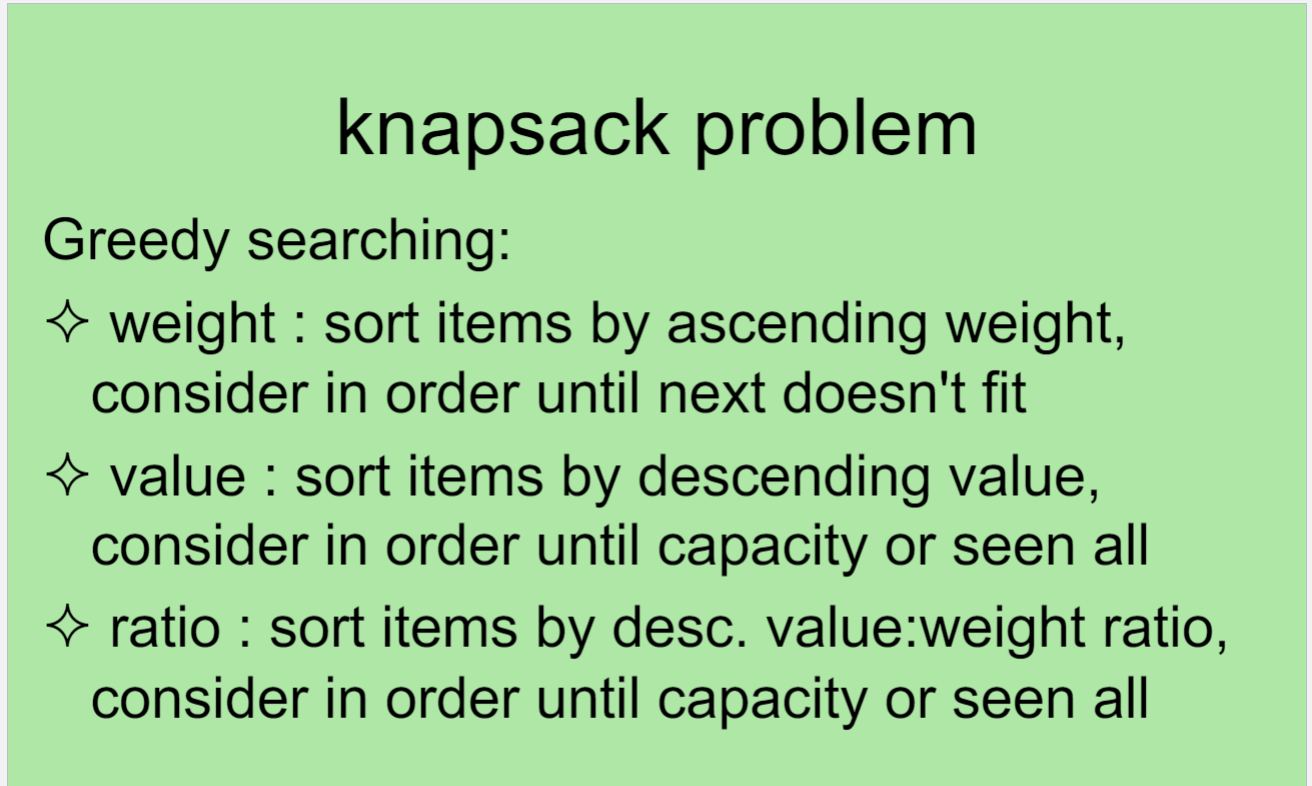 knapsack problem
Greedy searching:
✧ weight : sort items by ascending weight,
consider in order until next doesn't fit
✧ value : sort items by descending value,
consider in order until capacity or seen all
✧ ratio : sort items by desc. value:weight ratio,
consider in order until capacity or seen all